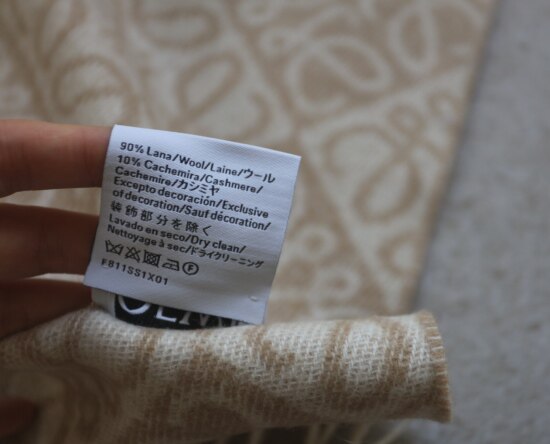 90% Lana/Wool/Laine/ウール
10% Cachemira/Cashmere/
Cachemire/カシミヤ
Excepto decoración/Exclusive
of decoration/Sauf décoration/
装飾部分を除く
Lavado en seco/Dry clean/
Nettoyage à sec/ドライクリーニング
F811SS1X01